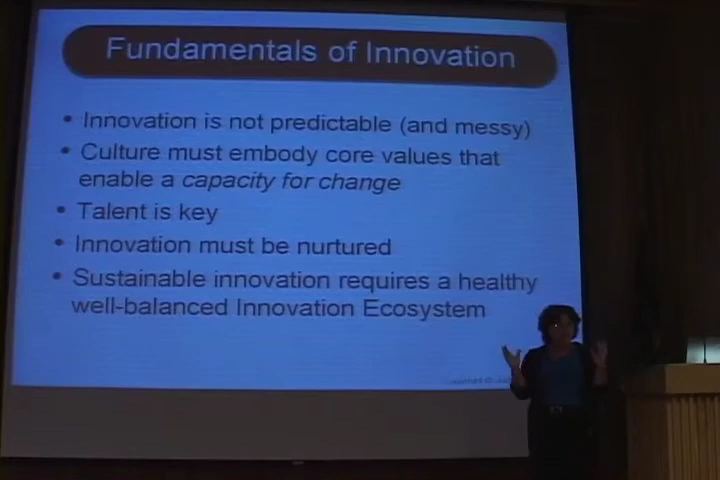 Fundamentals of Innovation
• Innovation is not predictable (and messy)
• Culture must embody core values that
enable a capacity for change
• Talent is key
• Innovation must be nurtured
• Sustainable innovation requires a healthy
well-balanced Innovation Ecosystem